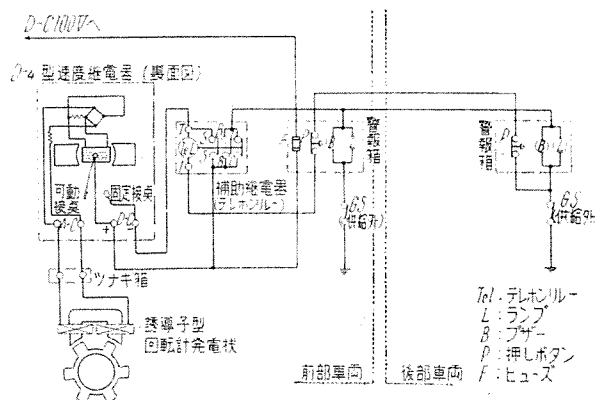 D-C100Vへ
D-4型速度継電器(裏面図)
警報箱
警報箱
F
P
B
P
B
可動
接点
固定接点
補助継電器
(テレホンリレー)
GS
供給外
GS
供給外
A-C
D-C
+
ツナギ箱
誘導子型
回転計発電状
Tel:テレホンリレー
L:ランプ
B:ブザー
P:押しボタン
F:ヒューズ
前部車両
後部車両